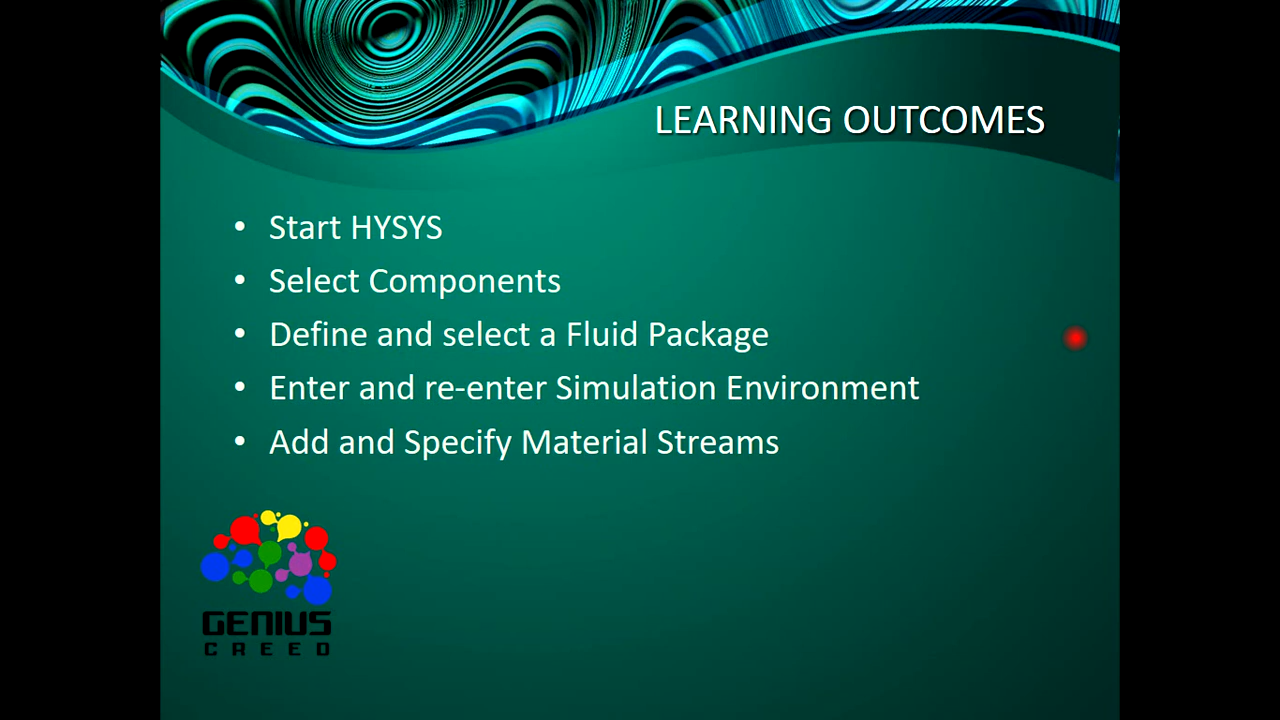 LEARNING OUTCOMES
• Start HYSYS
• Select Components
• Define and select a Fluid Package
• Enter and re-enter Simulation Environment
• Add and Specify Material Streams
GENIUS
CREED